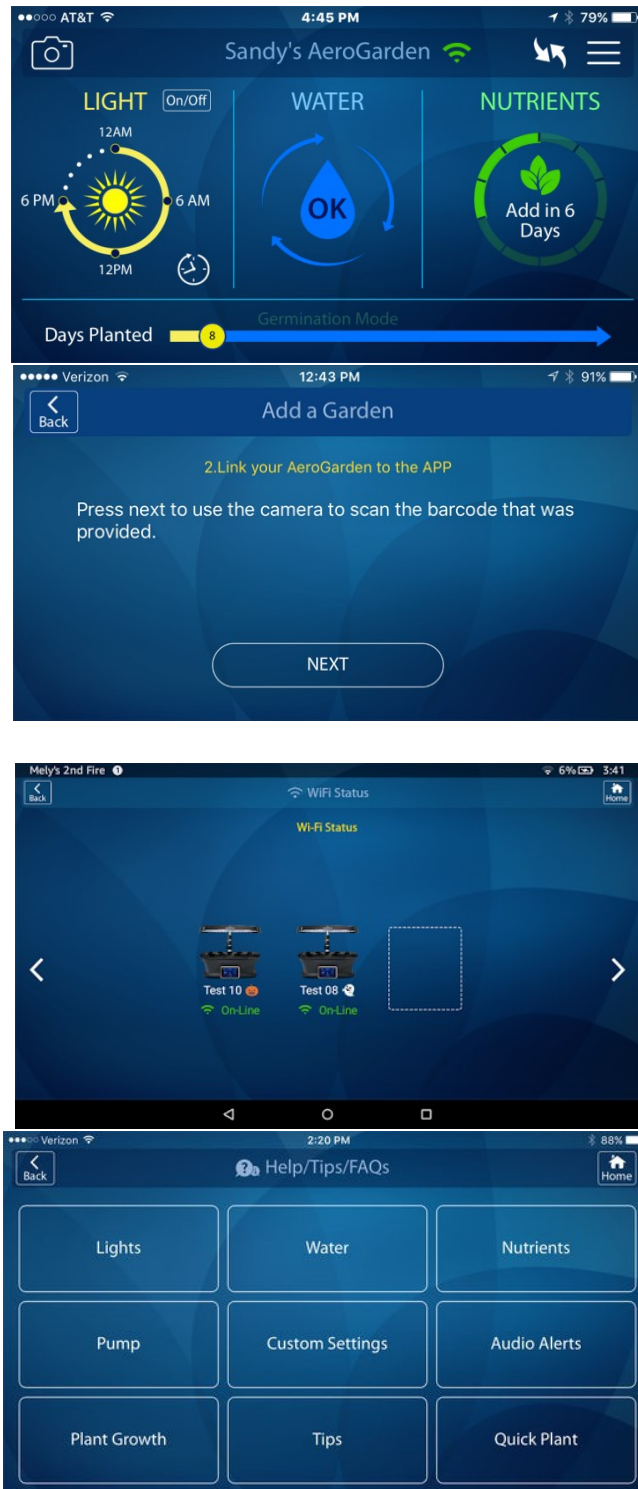 AT&T 4:45 PM 79%
Sandy's AeroGarden
LIGHT On/Off WATER NUTRIENTS
12AM
6 PM 6 AM
OK
Add in 6
Days
12PM
Germination Mode
Days Planted 8
Verizon 12:43 PM 91%
Back Add a Garden
2.Link your AeroGarden to the APP
Press next to use the camera to scan the barcode that was
provided.
NEXT
Mely's 2nd Fire 1 6% 3:41
Back WiFi Status Home
Wi-Fi Status
Test 10 🎃 Test 08 👻
On-Line On-Line
Verizon 2:20 PM 88%
Back Help/Tips/FAQs Home
Lights Water Nutrients
Pump Custom Settings Audio Alerts
Plant Growth Tips Quick Plant